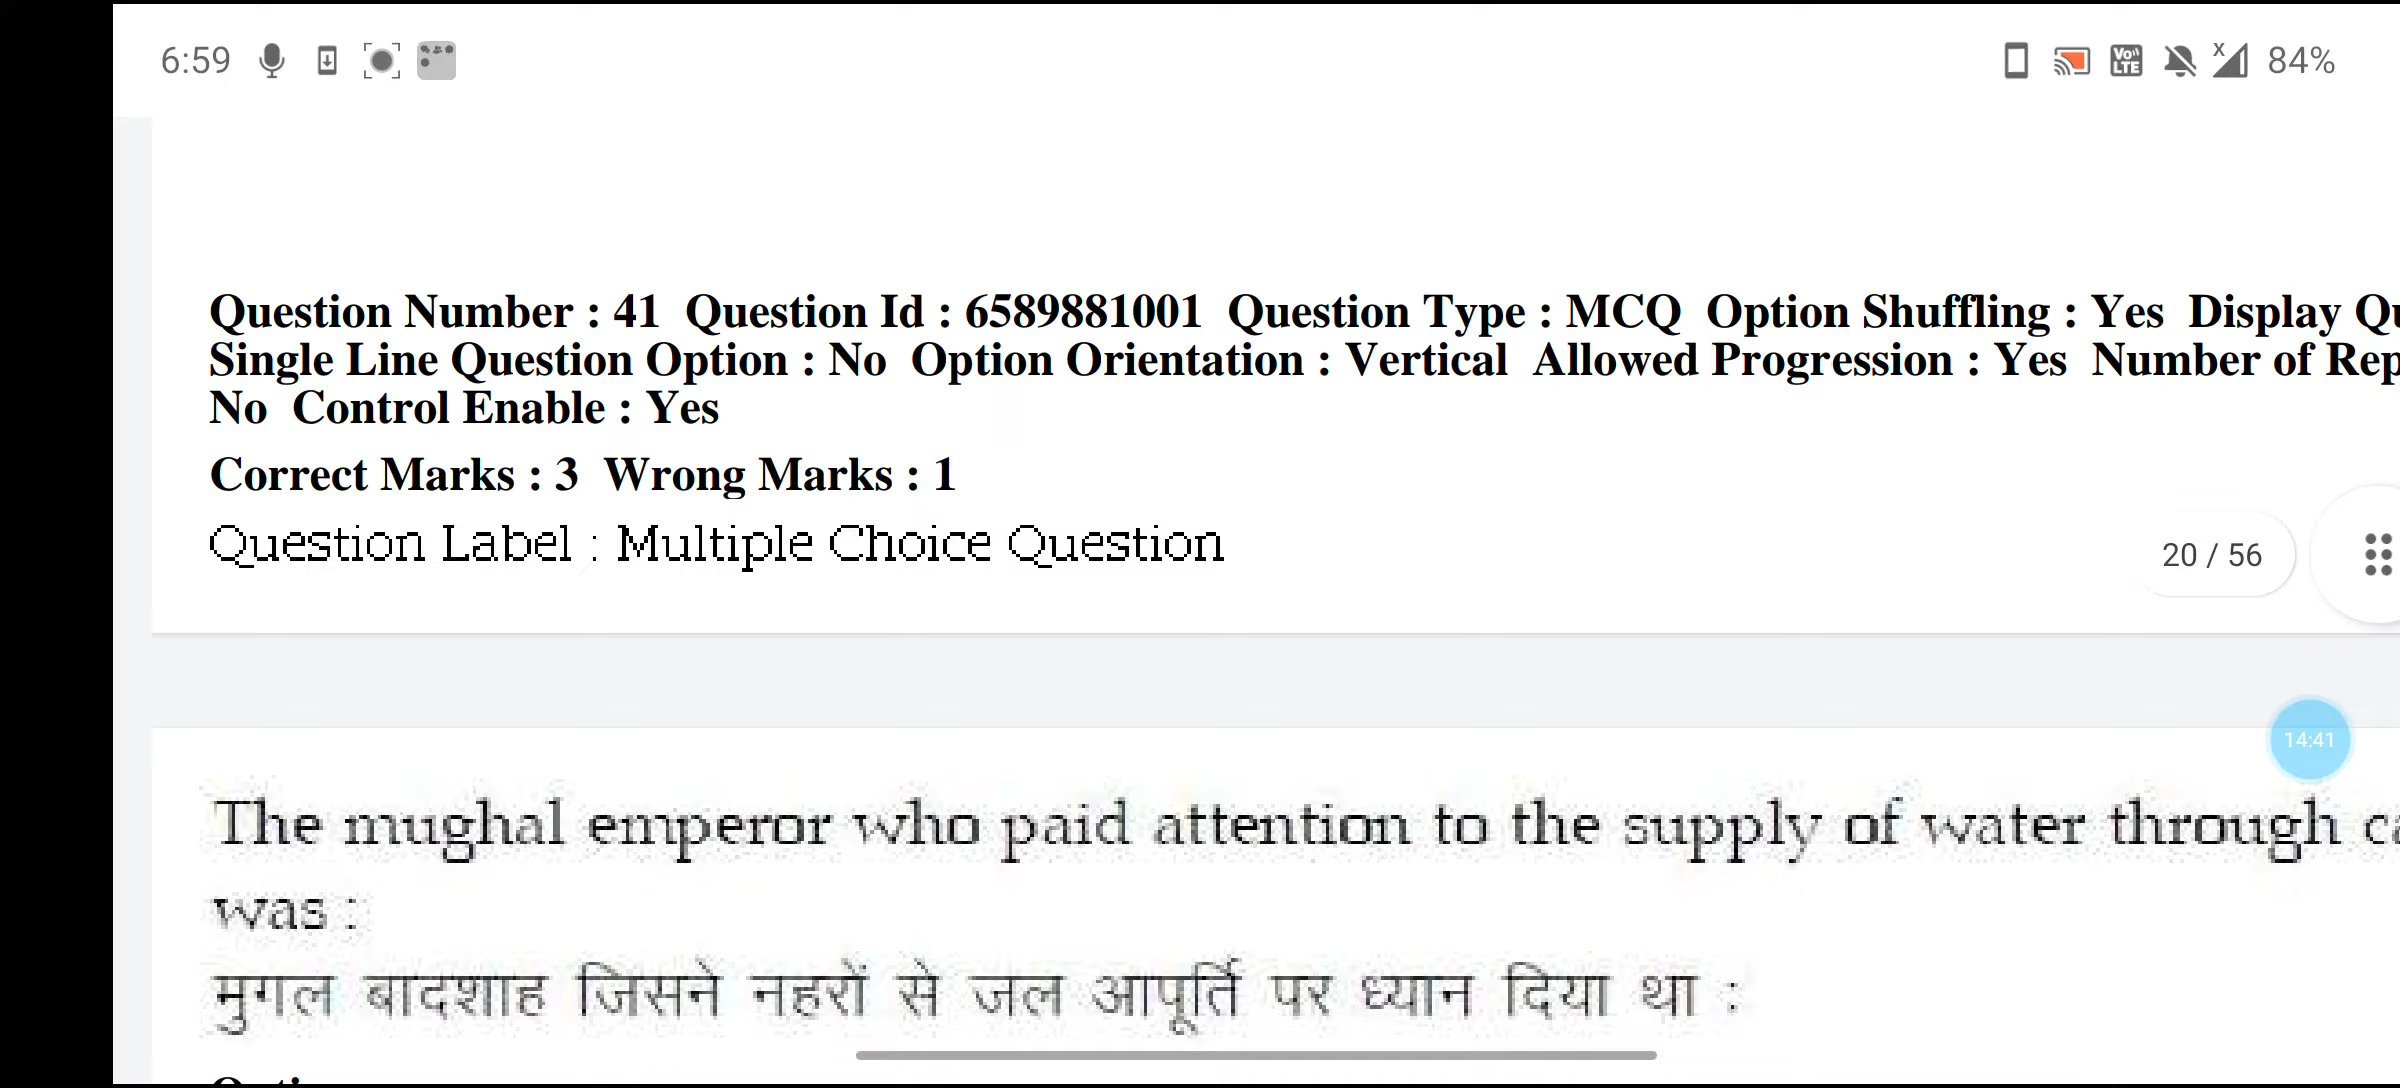 6:59 84%
Question Number : 41 Question Id : 6589881001 Question Type : MCQ Option Shuffling : Yes Display
Single Line Question Option : No Option Orientation : Vertical Allowed Progression : Yes Number of
No Control Enable : Yes
Correct Marks : 3 Wrong Marks : 1
Question Label : Multiple Choice Question
20 / 56
14:41
The mughal emperor who paid attention to the supply of water through
was :
मुगल बादशाह जिसने नहरों से जल आपूर्ति पर ध्यान दिया था :